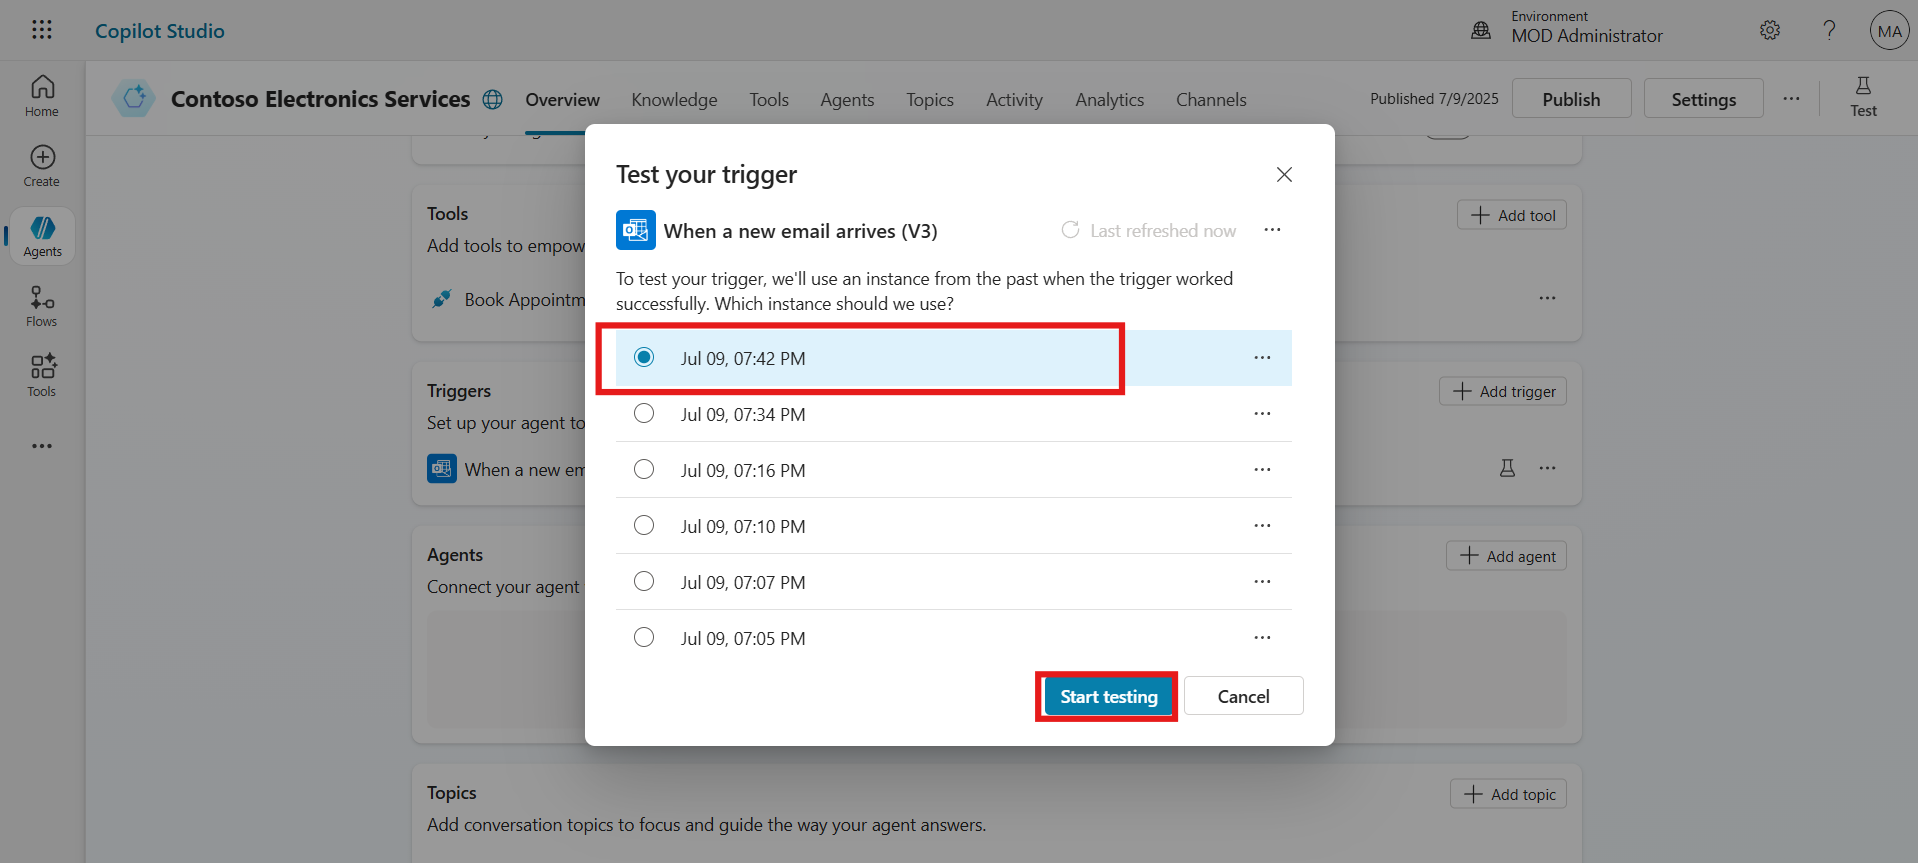 Copilot Studio
Environment
MOD Administrator
MA
Home
Create
Agents
Flows
Tools
Contoso Electronics Services
Overview
Knowledge
Tools
Agents
Topics
Activity
Analytics
Channels
Published 7/9/2025
Publish
Settings
Test
Tools
Add tools to empow
Add tool
Book Appointm
Triggers
Set up your agent to
Add trigger
When a new em
Agents
Connect your agent
Add agent
Topics
Add conversation topics to focus and guide the way your agent answers.
Add topic
Test your trigger
When a new email arrives (V3)
Last refreshed now
To test your trigger, we'll use an instance from the past when the trigger worked
successfully. Which instance should we use?
Jul 09, 07:42 PM
Jul 09, 07:34 PM
Jul 09, 07:16 PM
Jul 09, 07:10 PM
Jul 09, 07:07 PM
Jul 09, 07:05 PM
Start testing
Cancel